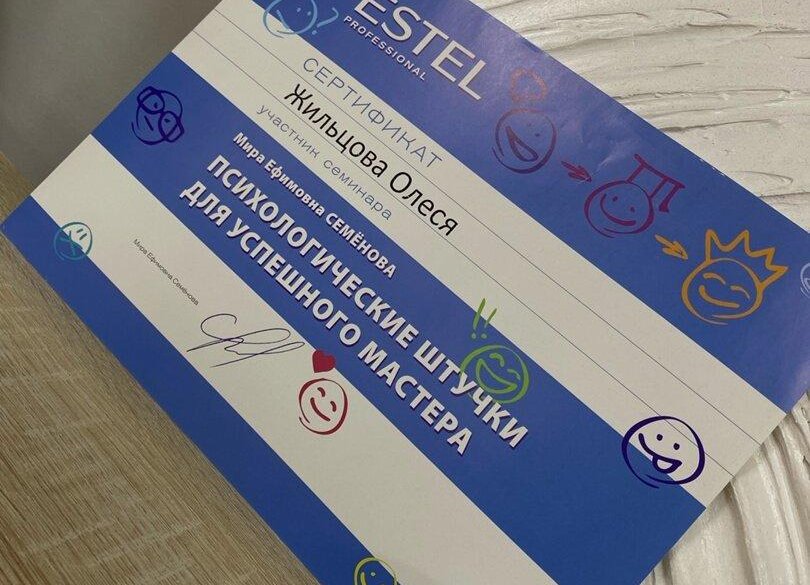 ESTEL
PROFESSIONAL
СЕРТИФИКАТ
Жильцова Олеся
участник семинара
Мира Ефимовна СЕМЁНОВА
ПСИХОЛОГИЧЕСКИЕ ШТУЧКИ
ДЛЯ УСПЕШНОГО МАСТЕРА
Мира Ефимовна Семёнова